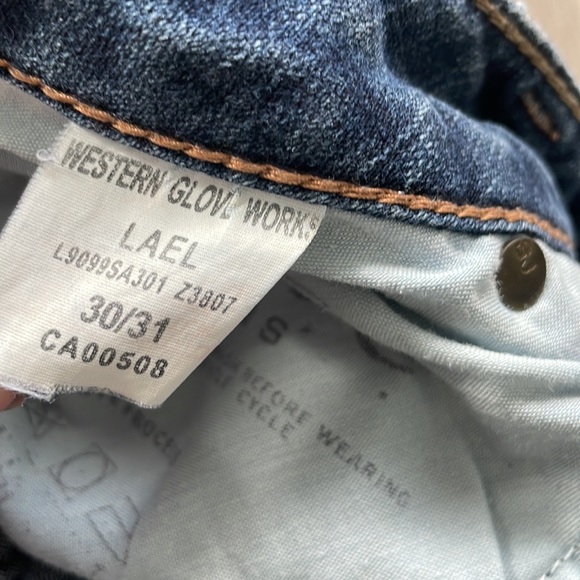 WESTERN GLOVE WORKS
LAEL
L9099SA301 Z3807
30/31
CA00508
S
BEFORE WEARING
CYCLE